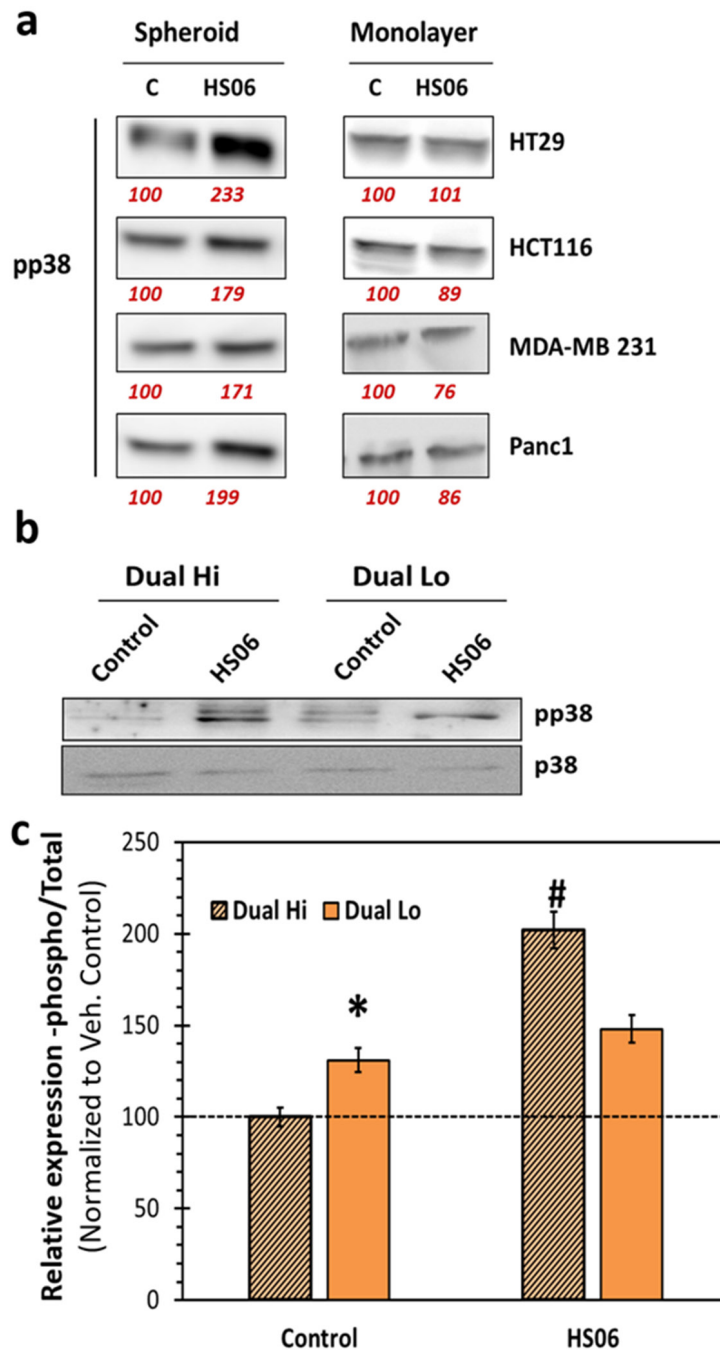 a
Spheroid Monolayer
C HS06 C HS06
HT29
100 233 100 101
HCT116
pp38
100 179 100 89
MDA-MB 231
100 171 100 76
Panc1
100 199 100 86
b
Dual Hi Dual Lo
Control HS06 Control HS06
pp38
p38
c
Relative expression -phospho/Total
(Normalized to Veh. Control)
250
200
150
100
50
0
Dual Hi Dual Lo
*
#
Control HS06